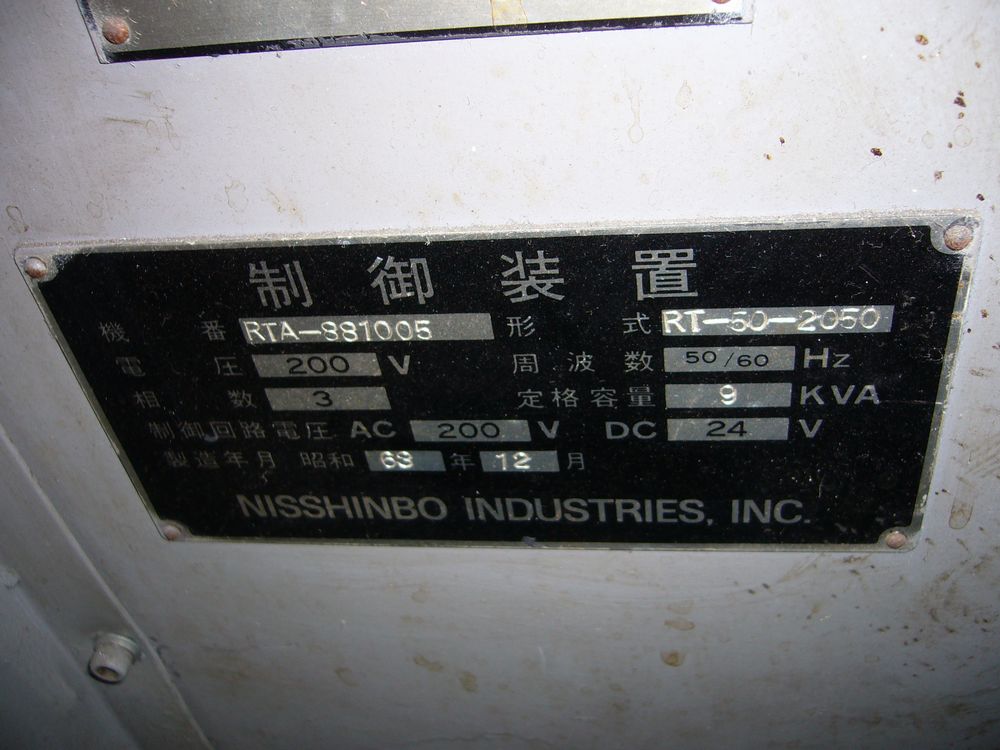 制御装置
機番 RTA-881005 形式 RT-50-2050
電圧 200 V 周波数 50/60 Hz
相数 3 定格容量 9 KVA
制御回路電圧 AC 200 V DC 24 V
製造年月 昭和 63 年 12 月
NISSHINBO INDUSTRIES, INC.